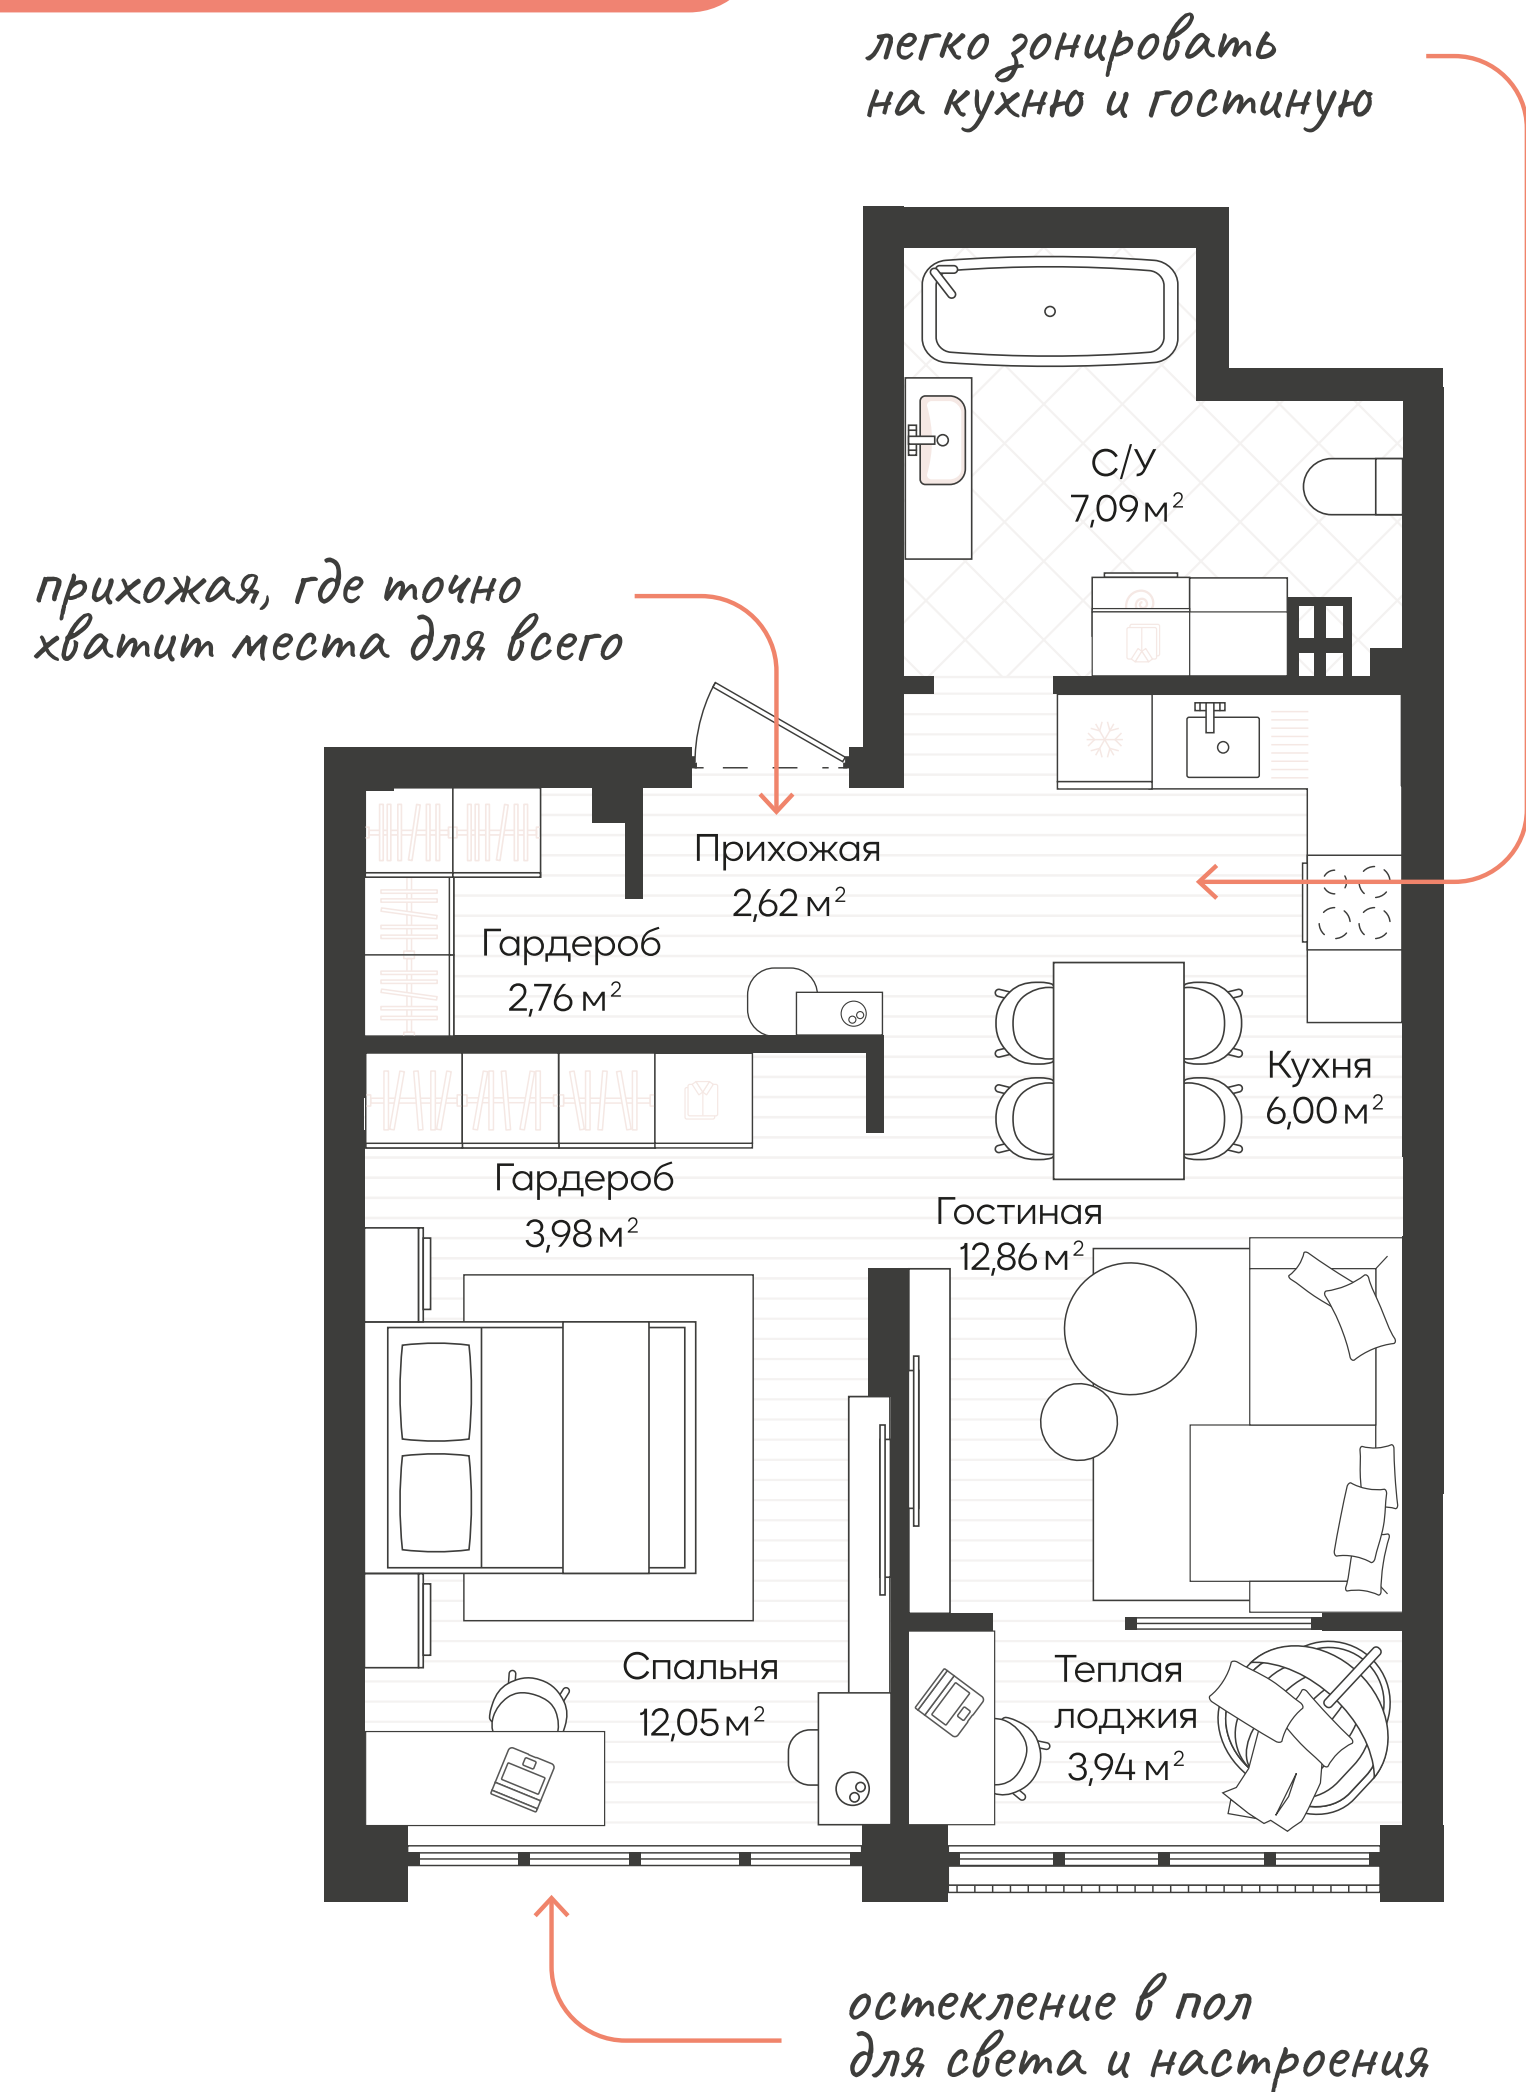 легко зонировать
на кухню и гостиную
С/У
7,09 м²
прихожая, где точно
хватит места для всего
Прихожая
2,62 м²
Гардероб
2,76 м²
Кухня
6,00 м²
Гардероб
3,98 м²
Гостиная
12,86 м²
Спальня
12,05 м²
Теплая
лоджия
3,94 м²
остекление в пол
для света и настроения